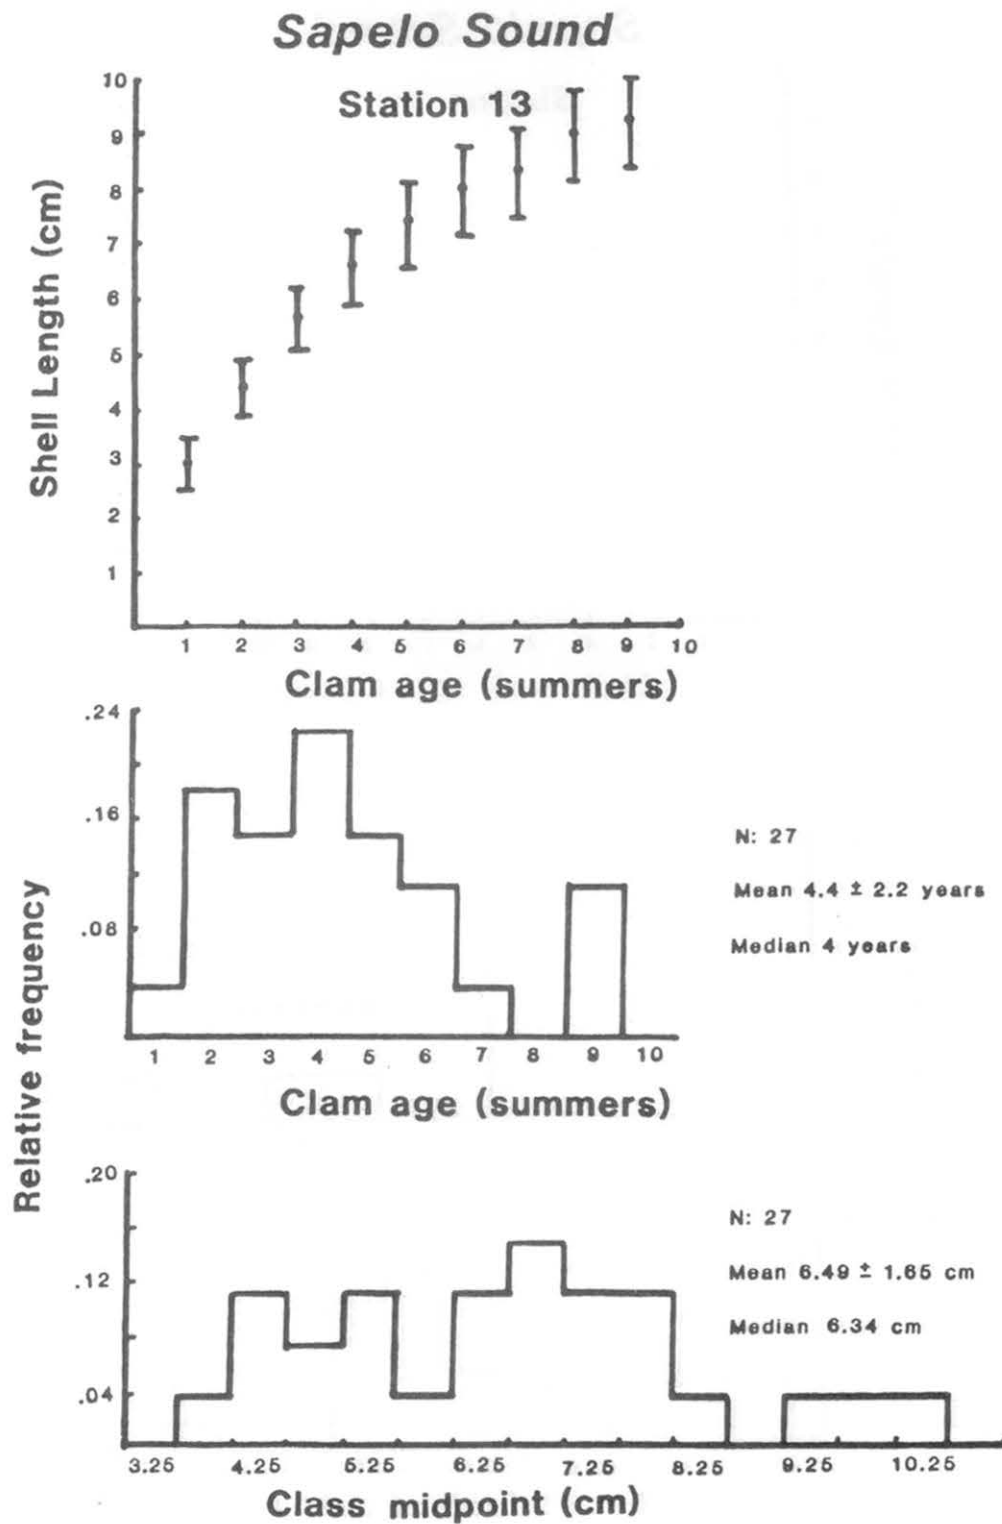 Sapelo Sound
Station 13
10
9
8
7
6
5
4
3
2
1
Shell Length (cm)
1 2 3 4 5 6 7 8 9 10
Clam age (summers)
.24
.16
.08
N: 27
Mean 4.4 ± 2.2 years
Median 4 years
1 2 3 4 5 6 7 8 9 10
Clam age (summers)
Relative frequency
.20
.12
.04
N: 27
Mean 6.49 ± 1.65 cm
Median 6.34 cm
3.25 4.25 5.25 6.25 7.25 8.25 9.25 10.25
Class midpoint (cm)